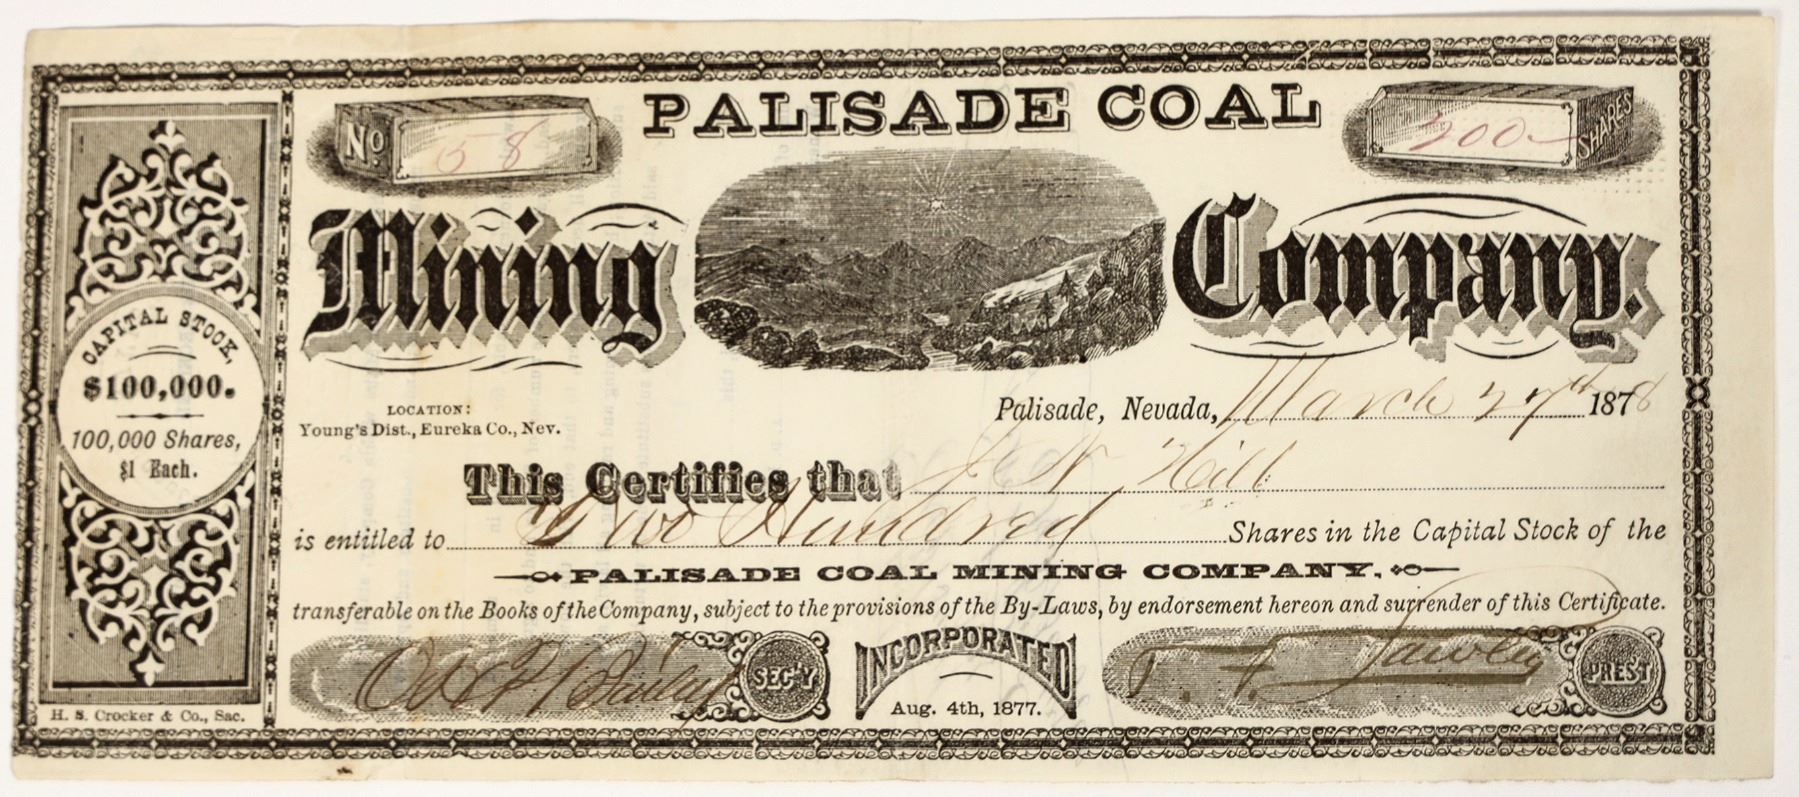 No 58
PALISADE COAL
200 SHARES
Mining Company.
CAPITAL STOCK,
$100,000.
100,000 Shares,
$1 Each.
LOCATION:
Young's Dist., Eureka Co., Nev.
Palisade, Nevada, March 27th 1878
This Certifies that Hill
is entitled to Two Hundred Shares in the Capital Stock of the
PALISADE COAL MINING COMPANY,
transferable on the Books of the Company, subject to the provisions of the By-Laws, by endorsement hereon and surrender of this Certificate.
Bailey SEC'Y
INCORPORATED
Aug. 4th, 1877.
T. F. Lawler PRES'T
H. S. Crocker & Co., Sac.